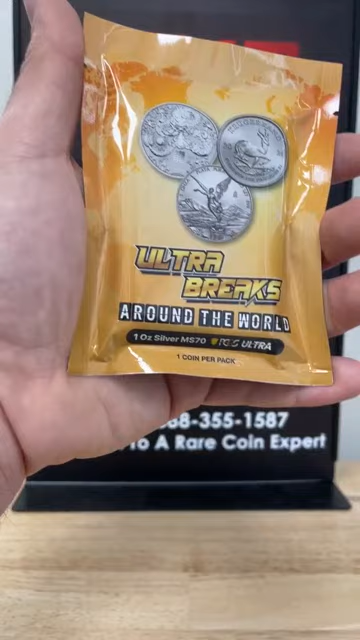 ULTRA
BREAKS
AROUND THE WORLD
1 Oz Silver MS70 ULTRA
1 COIN PER PACK
8-355-1587
To A Rare Coin Expert